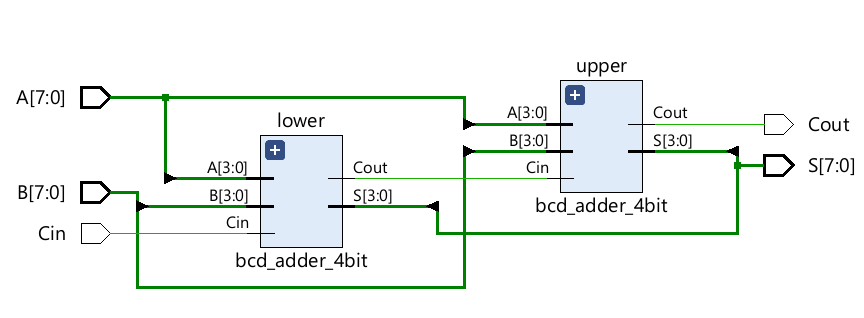 upper
A[7:0]
A[3:0]
Cout
Cout
lower
B[3:0]
S[3:0]
S[7:0]
A[3:0]
Cout
Cin
B[7:0]
B[3:0]
S[3:0]
bcd_adder_4bit
Cin
Cin
bcd_adder_4bit